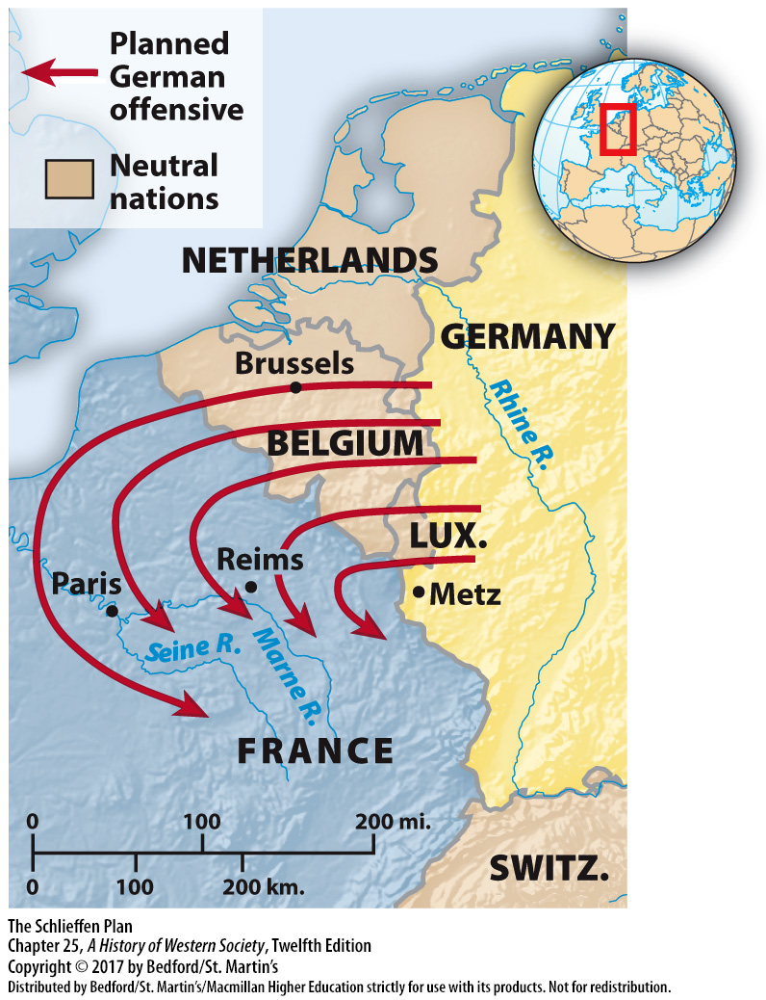 Planned
German
offensive
Neutral
nations
NETHERLANDS
GERMANY
Brussels
Rhine R.
BELGIUM
LUX.
Reims
Paris
Metz
Seine R.
Marne R.
FRANCE
0 100 200 mi.
0 100 200 km.
SWITZ.
The Schlieffen Plan
Chapter 25, A History of Western Society, Twelfth Edition
Copyright © 2017 by Bedford/St. Martin’s
Distributed by Bedford/St. Martin’s/Macmillan Higher Education strictly for use with its products. Not for redistribution.